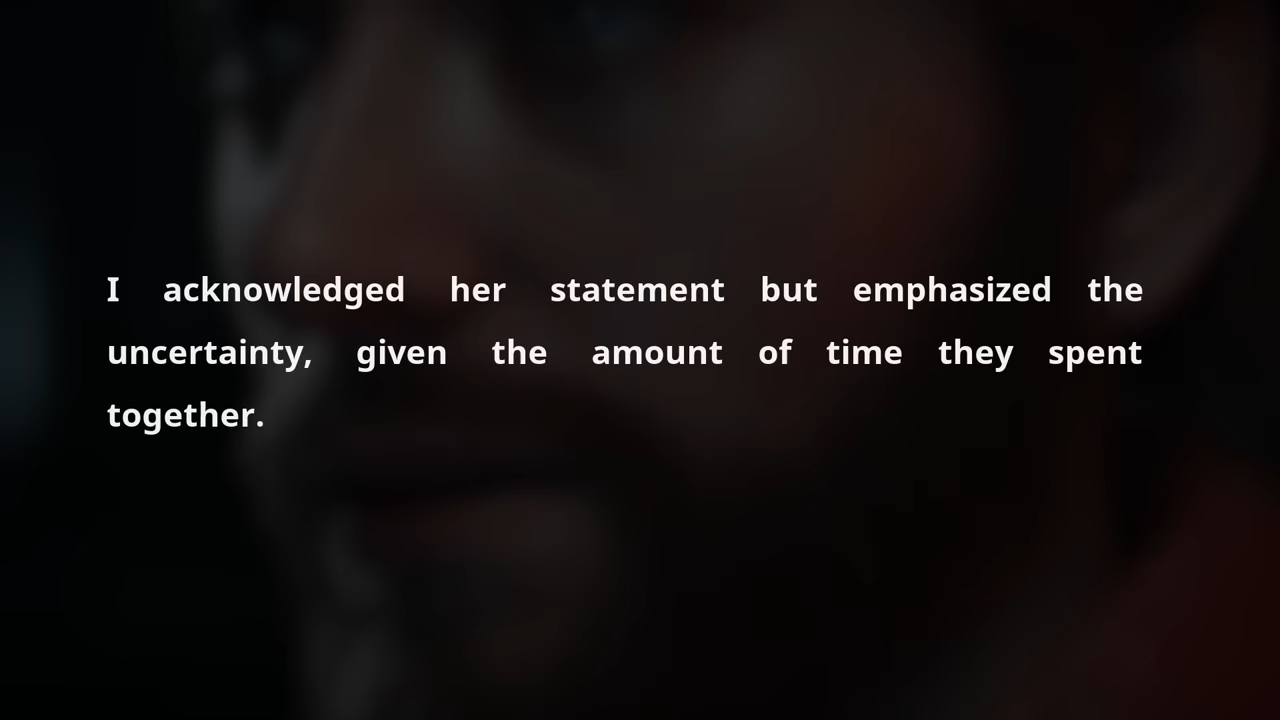 I acknowledged her statement but emphasized the
uncertainty, given the amount of time they spent
together.